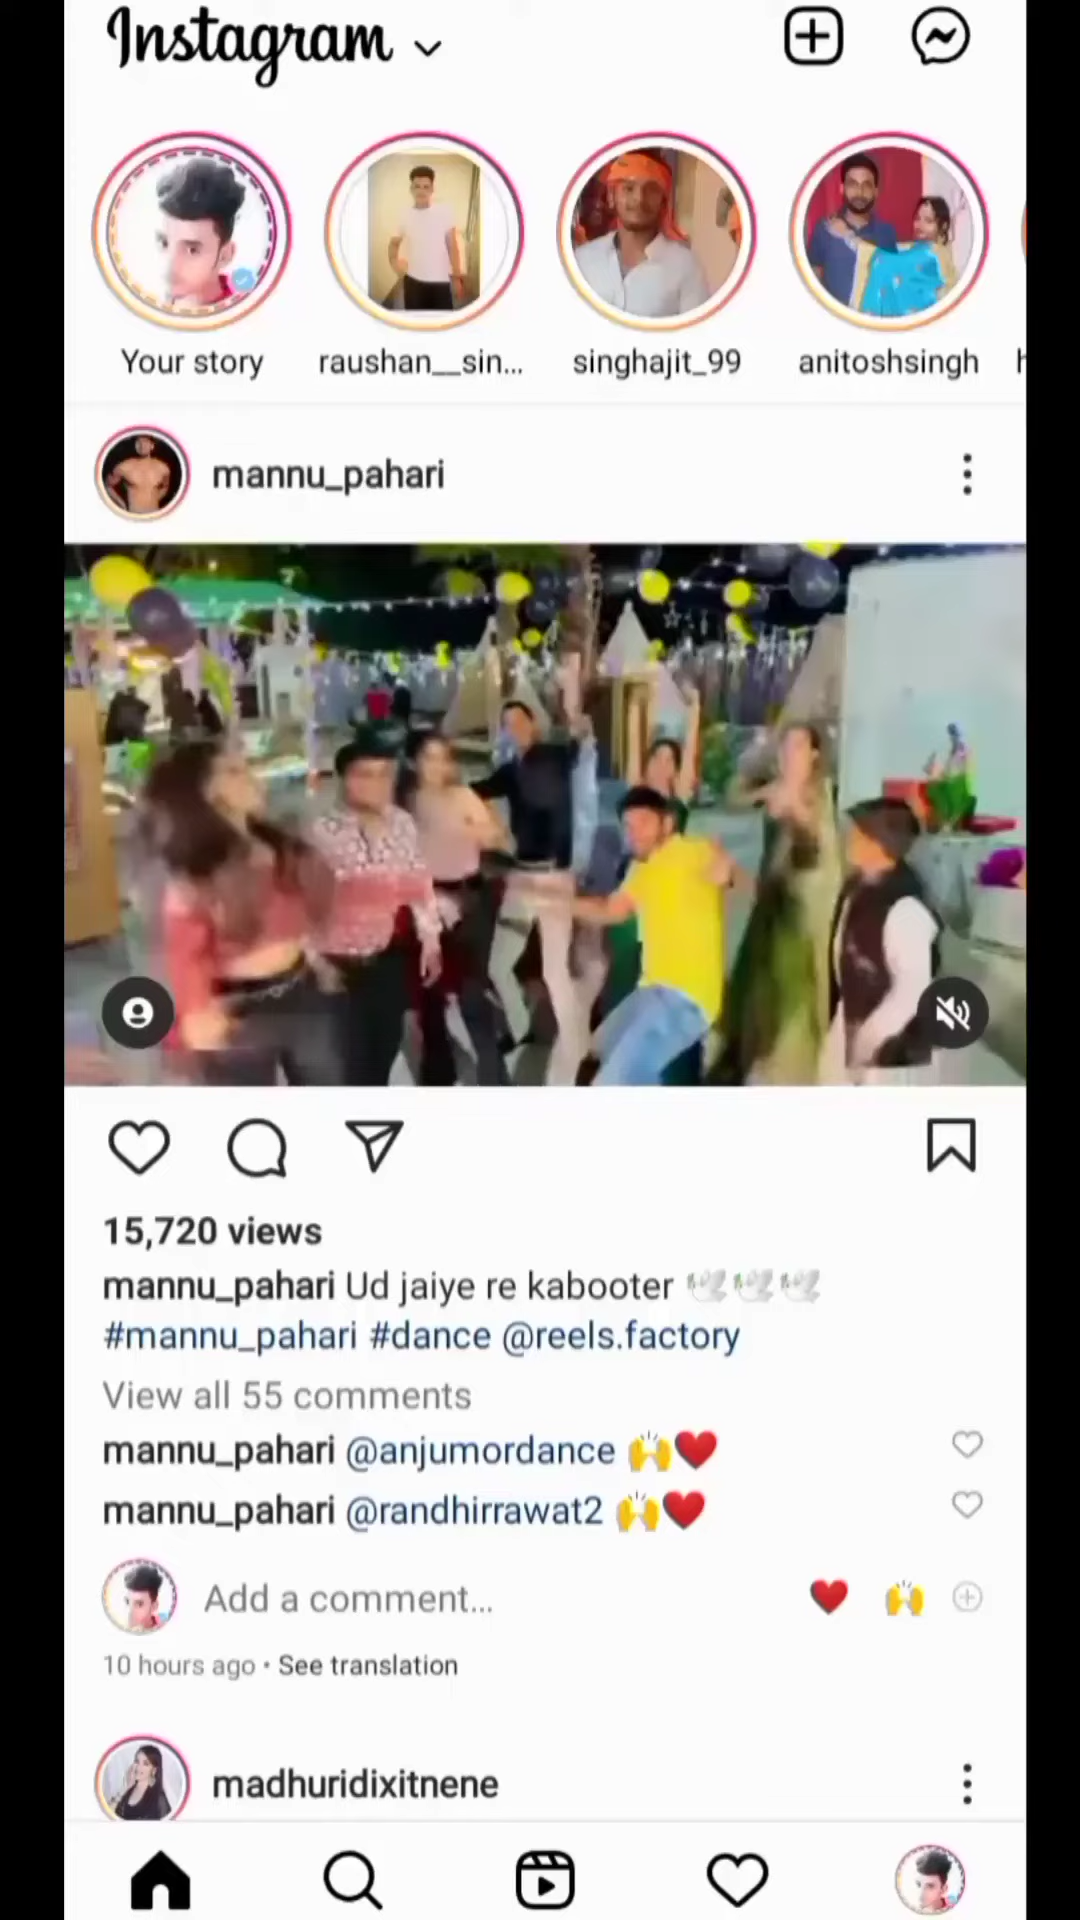 Instagram
Your story
raustan__sin...
singhajit_99
anitoshsingh
mannu_pahari
15,720 views
mannu_pahari Ud jaiye re kabooter 🕊️🕊️🕊️
#mannu_pahari #dance @reels.factory
View all 55 comments
mannu_pahari @anjumordance 🙌❤️
mannu_pahari @randhirrawat2 🙌❤️
Add a comment...
10 hours ago • See translation
madhuridixitnene